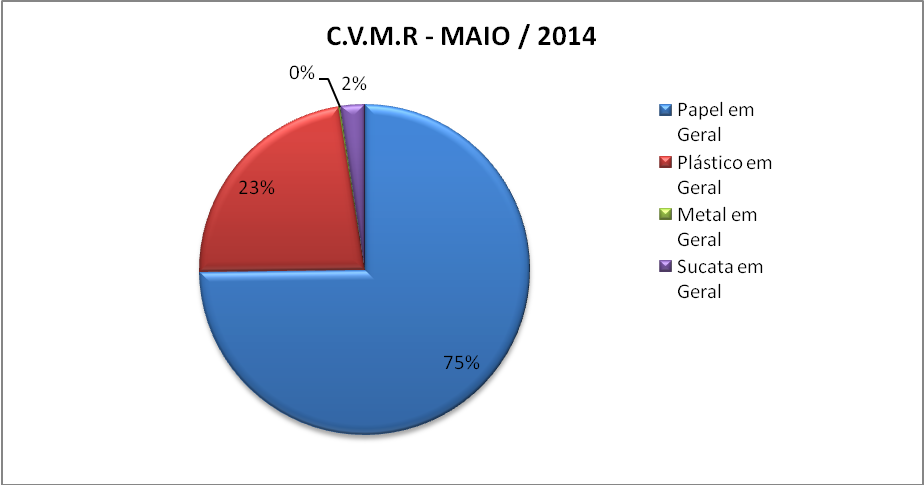 C.V.M.R - MAIO / 2014
0%
2%
23%
75%
Papel em
Geral
Plástico em
Geral
Metal em
Geral
Sucata em
Geral